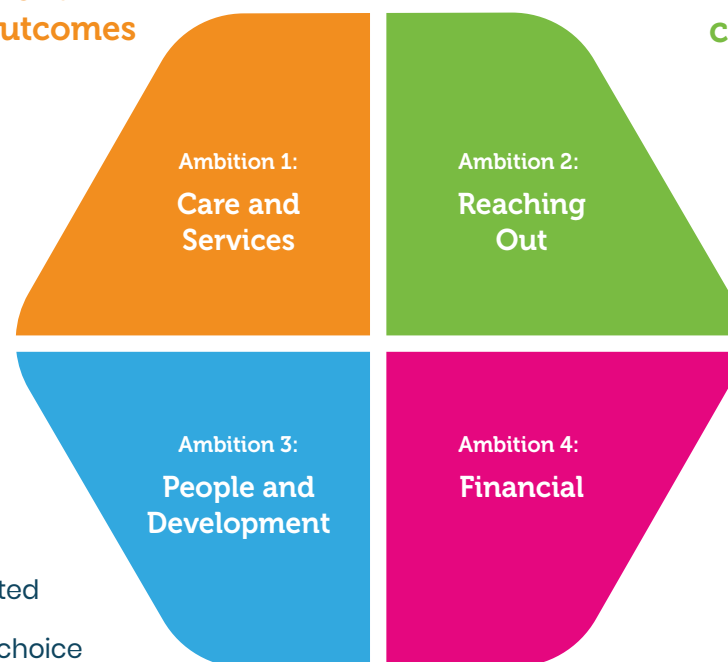 utcomes
c
Ambition 1:
Care and
Services
Ambition 2:
Reaching
Out
Ambition 3:
People and
Development
Ambition 4:
Financial
ted
choice